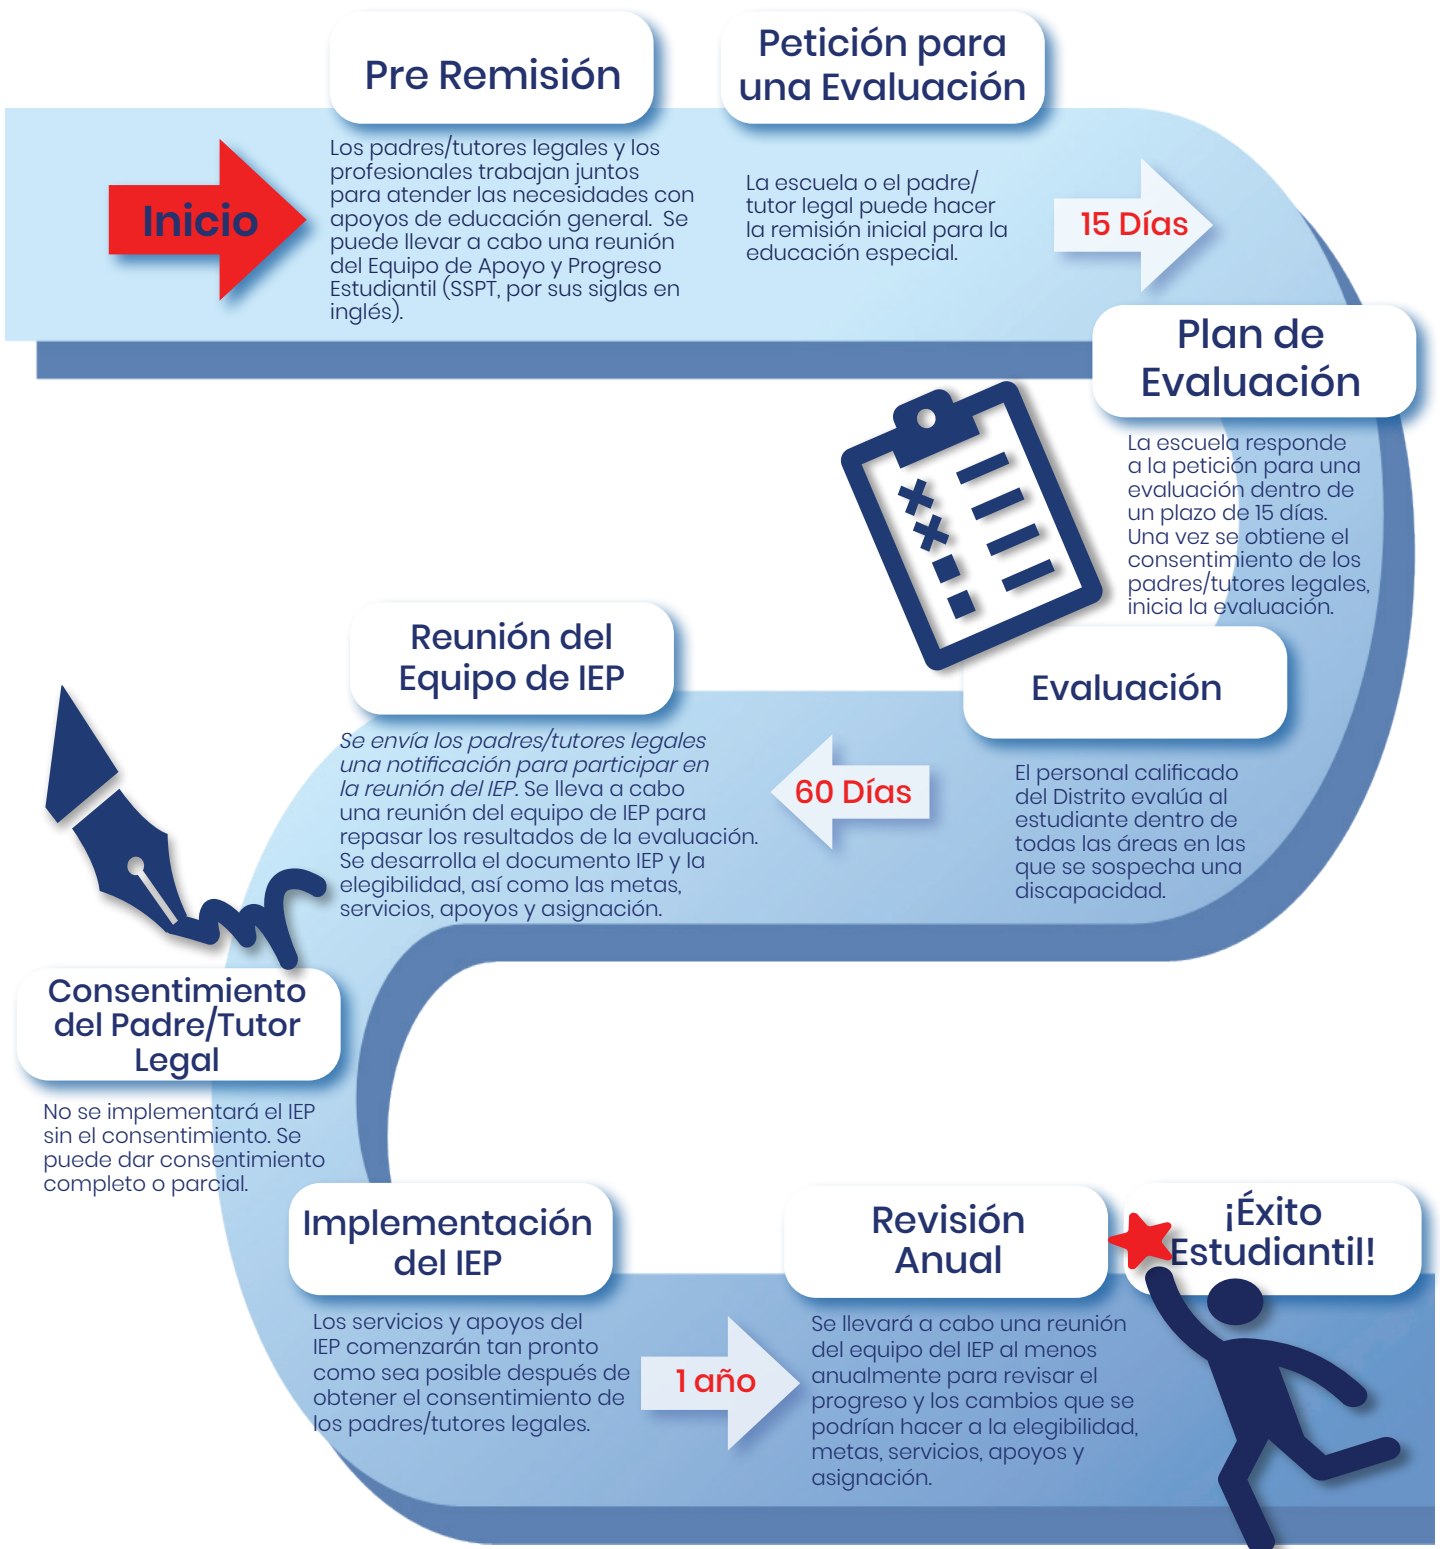 Pre Remisión
Petición para
una Evaluación
Inicio
Los padres/tutores legales y los
profesionales trabajan juntos
para atender las necesidades con
apoyos de educación general. Se
puede llevar a cabo una reunión
del Equipo de Apoyo y Progreso
Estudiantil (SSPT, por sus siglas en
inglés).
La escuela o el padre/
tutor legal puede hacer
la remisión inicial para la
educación especial.
15 Días
Plan de
Evaluación
La escuela responde
a la petición para una
evaluación dentro de
un plazo de 15 días.
Una vez se obtiene el
consentimiento de los
padres/tutores legales,
inicia la evaluación.
Evaluación
El personal calificado
del Distrito evalúa al
estudiante dentro de
todas las áreas en las
que se sospecha una
discapacidad.
60 Días
Reunión del
Equipo de IEP
Se envía los padres/tutores legales
una notificación para participar en
la reunión del IEP. Se lleva a cabo
una reunión del equipo de IEP para
repasar los resultados de la evaluación.
Se desarrolla el documento IEP y la
elegibilidad, así como las metas,
servicios, apoyos y asignación.
Consentimiento
del Padre/Tutor
Legal
No se implementará el IEP
sin el consentimiento. Se
puede dar consentimiento
completo o parcial.
Implementación
del IEP
Los servicios y apoyos del
IEP comenzarán tan pronto
como sea posible después de
obtener el consentimiento de
los padres/tutores legales.
1 año
Revisión
Anual
Se llevará a cabo una reunión
del equipo del IEP al menos
anualmente para revisar el
progreso y los cambios que se
podrían hacer a la elegibilidad,
metas, servicios, apoyos y
asignación.
¡Éxito
Estudiantil!